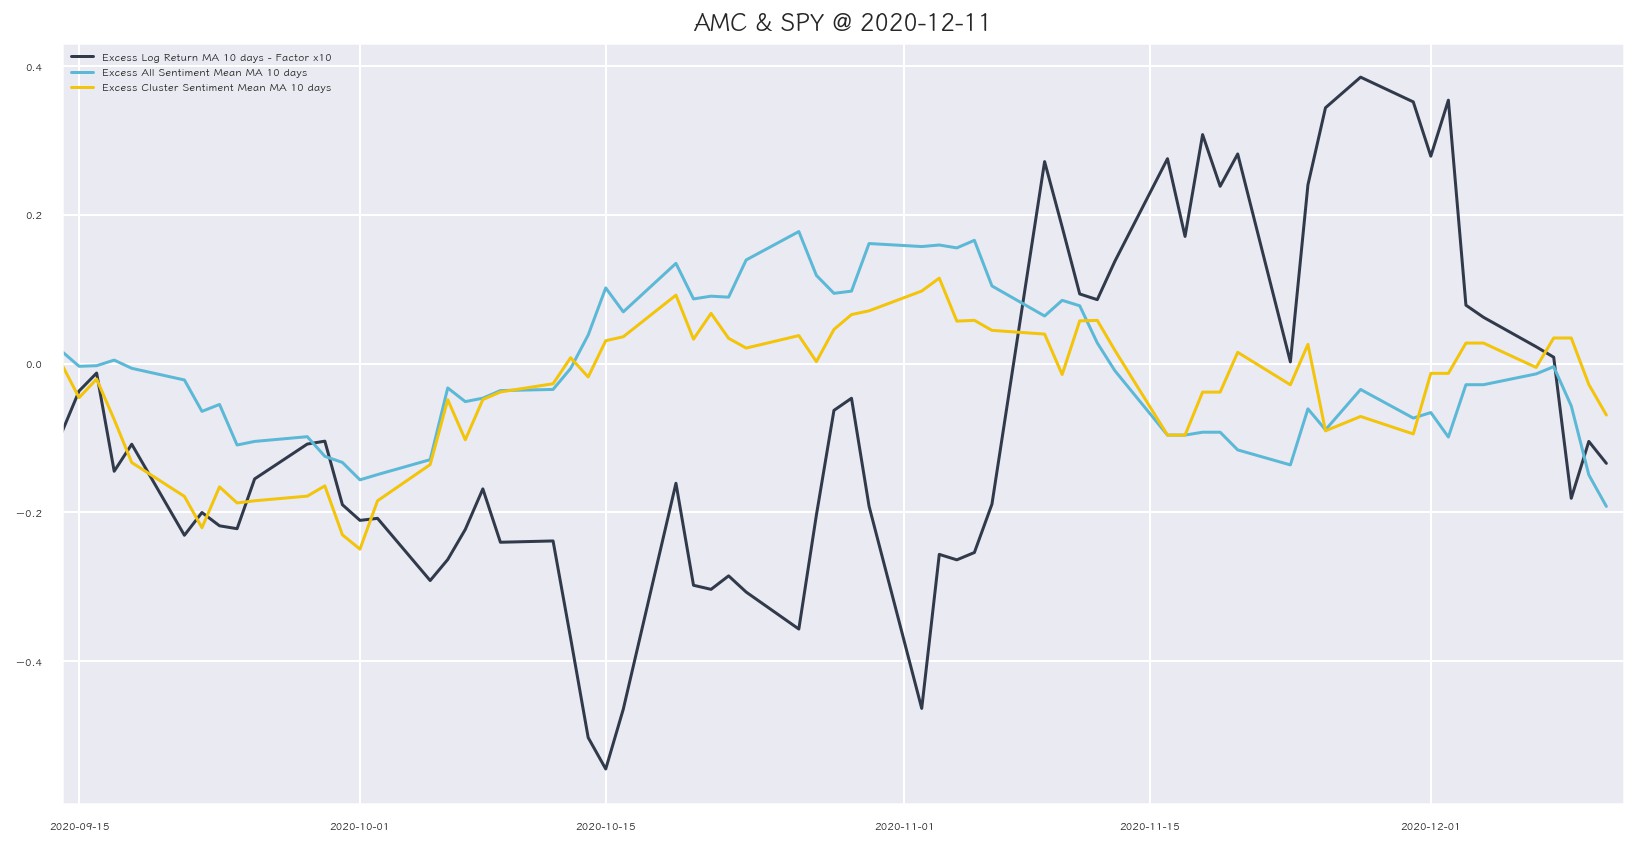 AMC & SPY @ 2020-12-11
Excess Log Return MA 10 days - Factor x10
Excess All Sentiment Mean MA 10 days
Excess Cluster Sentiment Mean MA 10 days
0.4
0.2
0.0
−0.2
−0.4
2020-09-15 2020-10-01 2020-10-15 2020-11-01 2020-11-15 2020-12-01